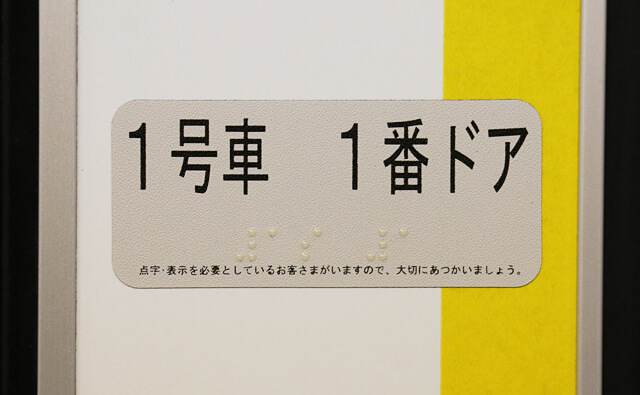 1号車　1番ドア
点字・表示を必要としているお客さまがいますので、大切にあつかいましょう。